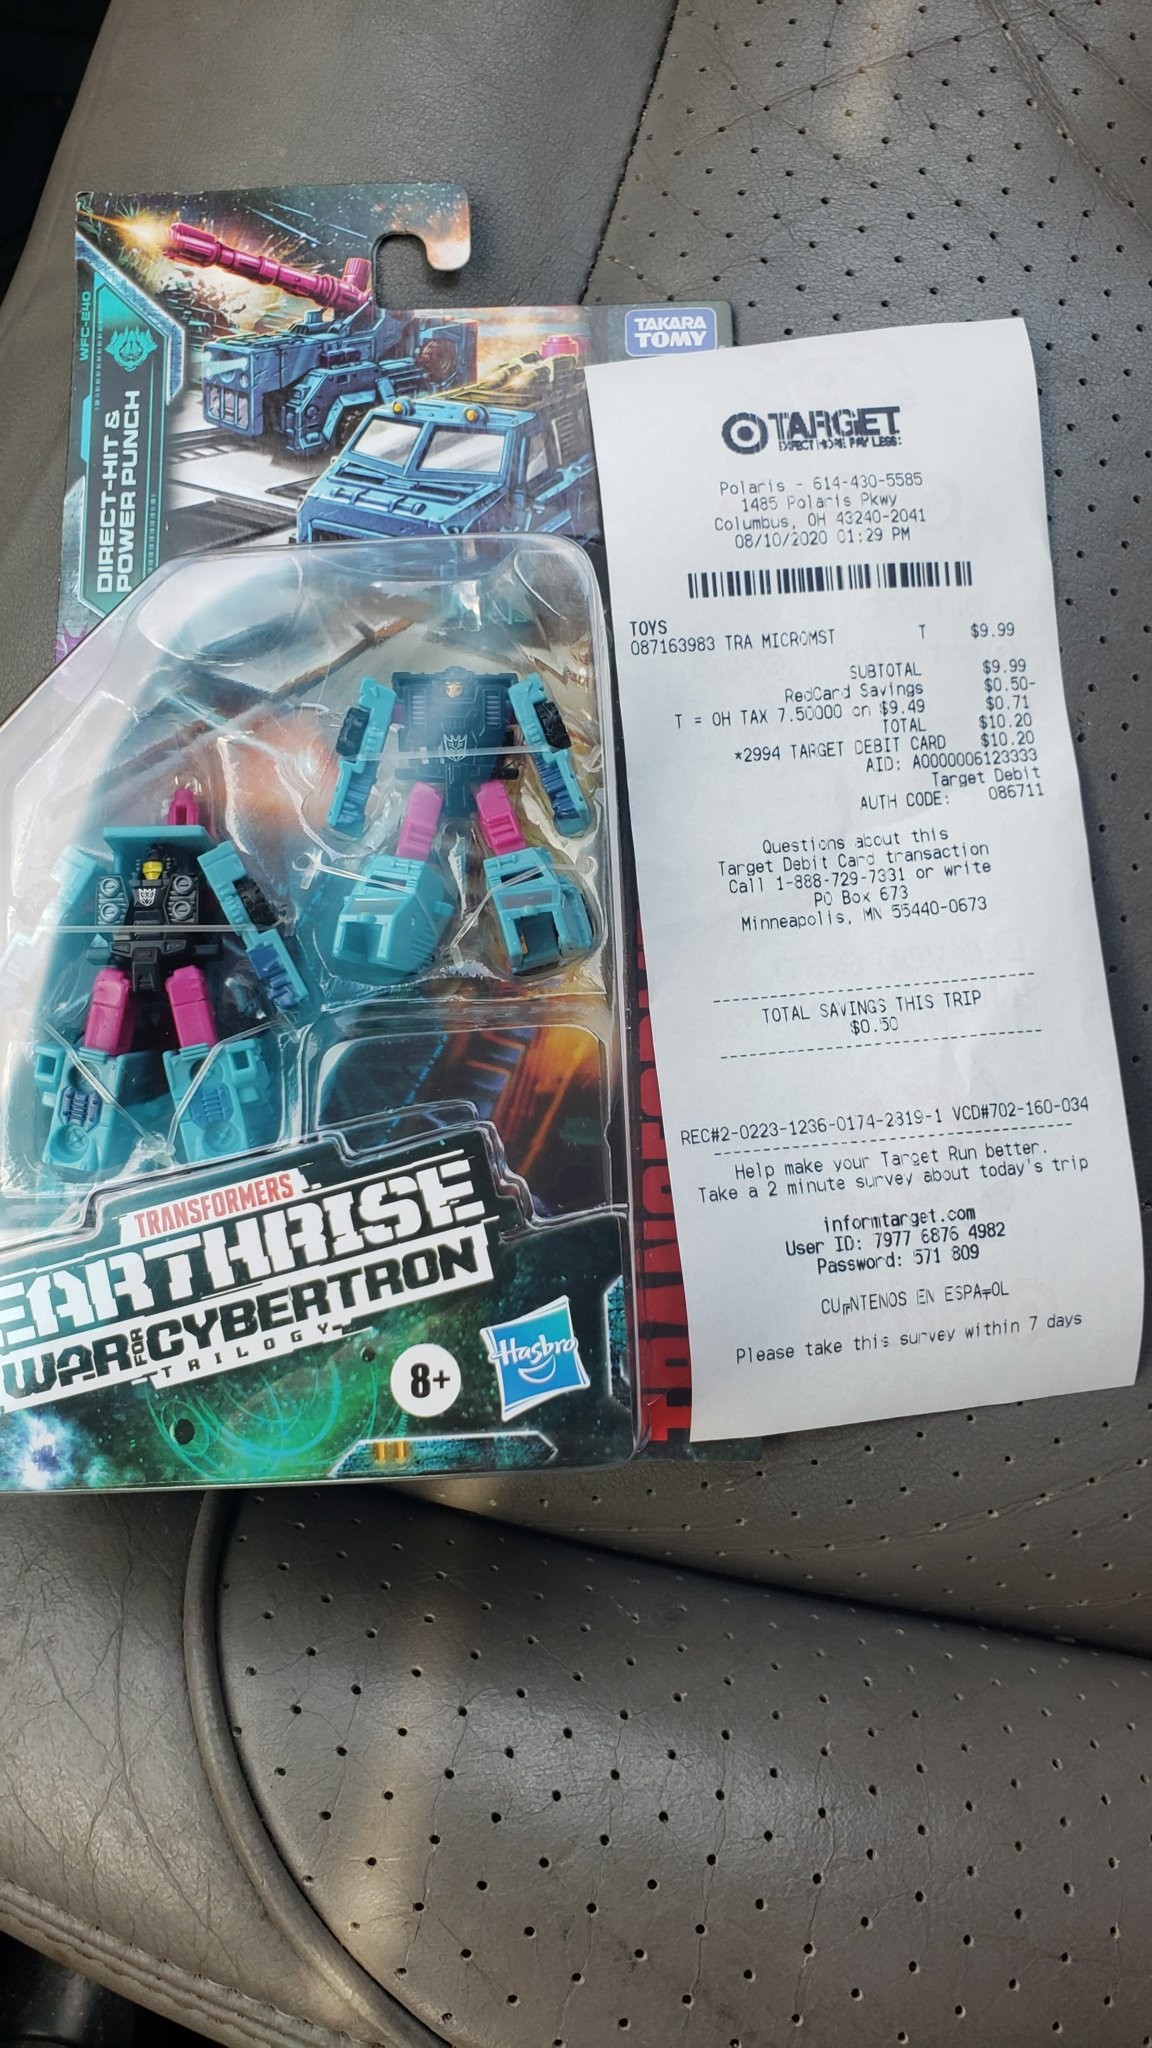 WFC-E40
DIRECT-HIT &
POWER PUNCH
TAKARA
TOMY
TRANSFORMERS
EARTHRISE
WAR FOR CYBERTRON
TRILOGY
8+
Hasbro
TARGET
EXPECT MORE PAY LESS.
Polaris - 614-430-5585
1485 Polaris Pkwy
Columbus, OH 43240-2041
08/10/2020 01:29 PM
TOYS
087163983 TRA MICROMST T $9.99
SUBTOTAL $9.99
RedCard Savings $0.50-
T = OH TAX 7.50000 on $9.49 $0.71
TOTAL $10.20
*2994 TARGET DEBIT CARD $10.20
AID: A0000006123333
Target Debit
AUTH CODE: 086711
Questions about this
Target Debit Card transaction
Call 1-888-729-7331 or write
PO Box 673
Minneapolis, MN 55440-0673
TOTAL SAVINGS THIS TRIP
$0.50
REC#2-0223-1236-0174-2819-1 VCD#702-160-034
Help make your Target Run better.
Take a 2 minute survey about today's trip
informtarget.com
User ID: 7977 6876 4982
Password: 571 809
CUÉNTENOS EN ESPAÑOL
Please take this survey within 7 days